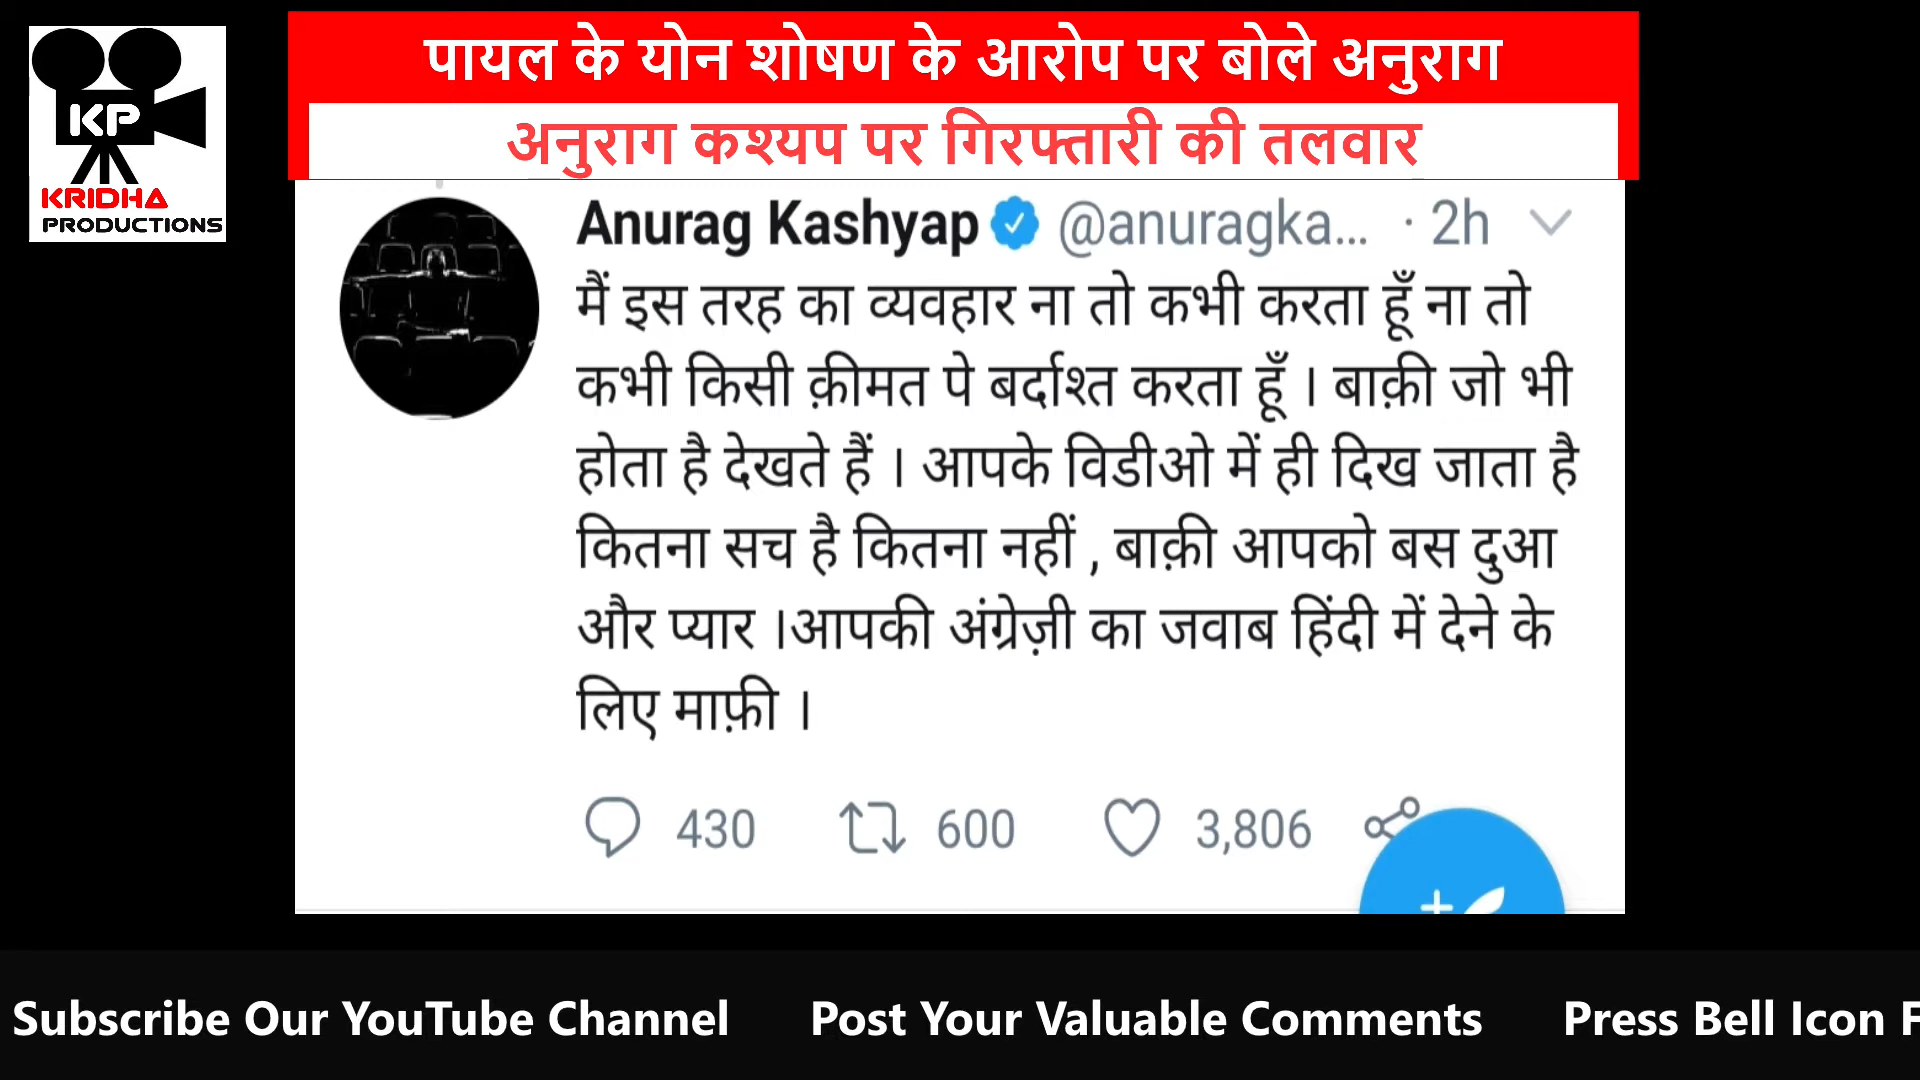 पायल के योन शोषण के आरोप पर बोले अनुराग
अनुराग कश्यप पर गिरफ्तारी की तलवार
KP
KRIDHA
PRODUCTIONS
Anurag Kashyap @anuragka... · 2h
मैं इस तरह का व्यवहार ना तो कभी करता हूँ ना तो
कभी किसी क़ीमत पे बर्दाश्त करता हूँ । बाक़ी जो भी
होता है देखते हैं । आपके विडीओ में ही दिख जाता है
कितना सच है कितना नहीं , बाक़ी आपको बस दुआ
और प्यार ।आपकी अंग्रेज़ी का जवाब हिंदी में देने के
लिए माफ़ी ।
430 600 3,806
Subscribe Our YouTube Channel Post Your Valuable Comments Press Bell Icon F